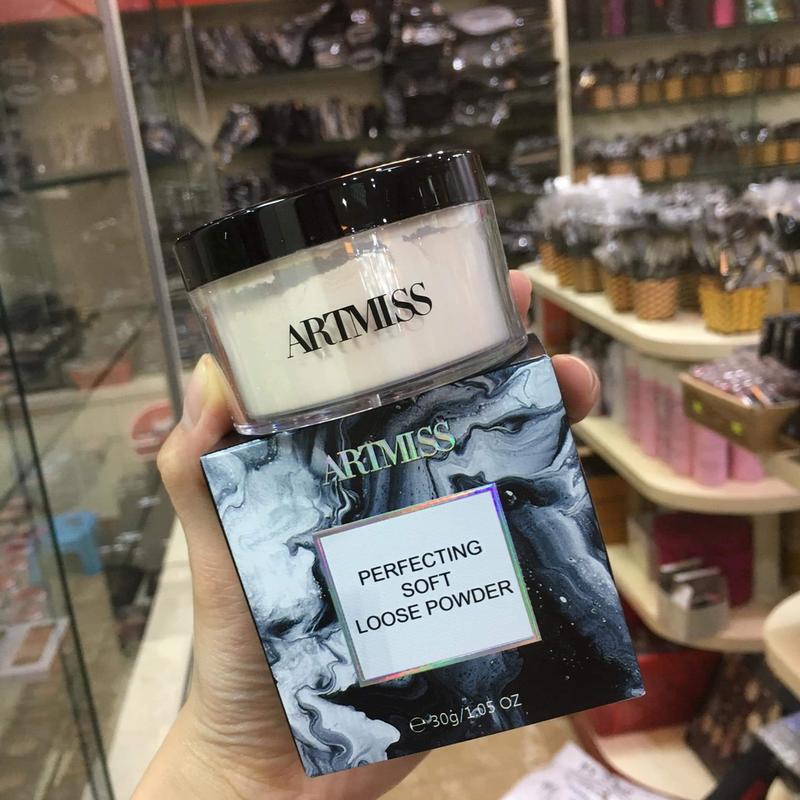 ARTMISS
ARTMISS
PERFECTING
SOFT
LOOSE POWDER
℮ 30g/1.05 OZ